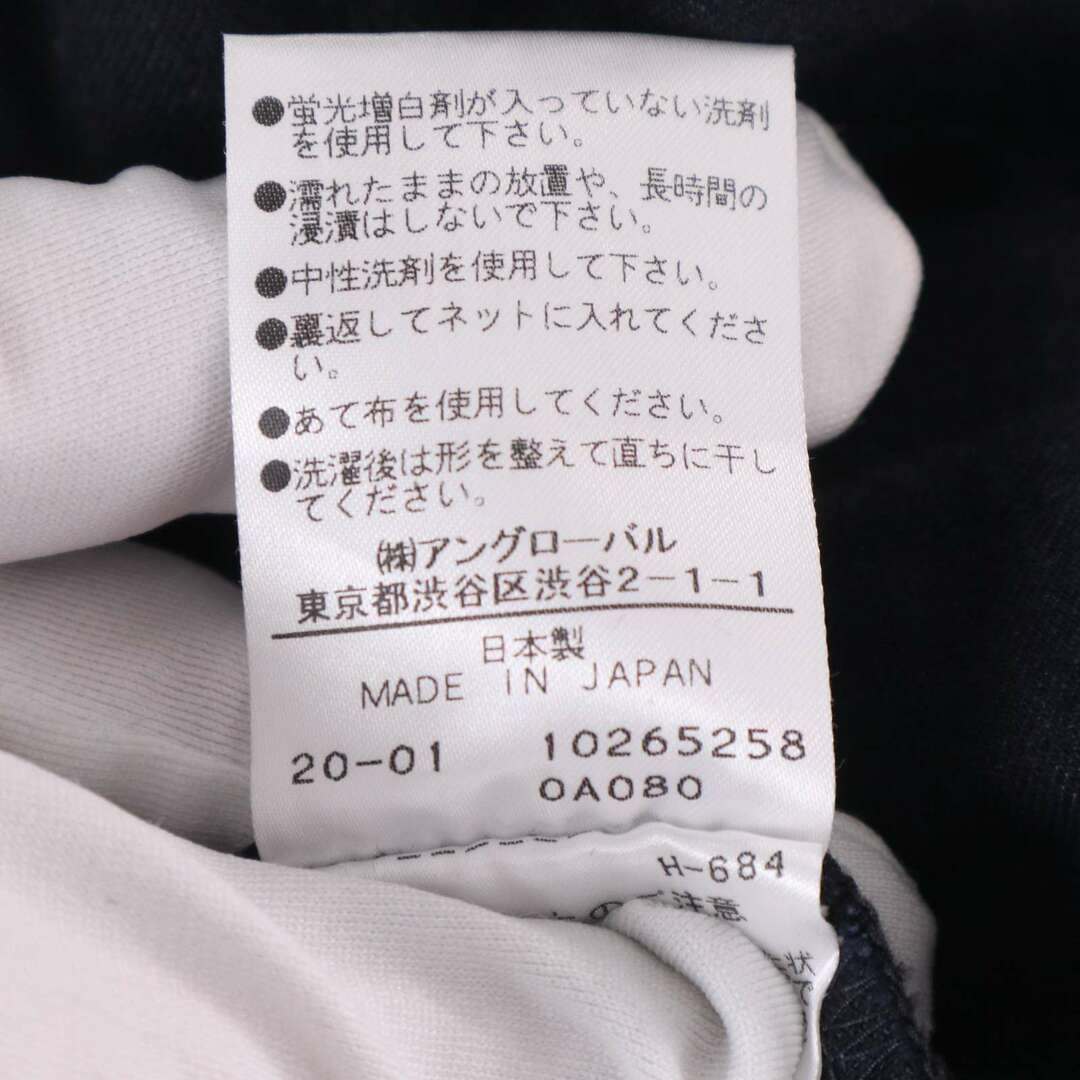 ●蛍光増白剤が入っていない洗剤
を使用して下さい。
●濡れたままの放置や、長時間の
浸漬はしないで下さい。
●中性洗剤を使用して下さい。
●裏返してネットに入れてくださ
い。
●あて布を使用してください。
●洗濯後は形を整えて直ちに干し
てください。
㈱アングローバル
東京都渋谷区渋谷2-1-1
日本製
MADE IN JAPAN
20-01 10265258
0A080
H-684
ご注意
状